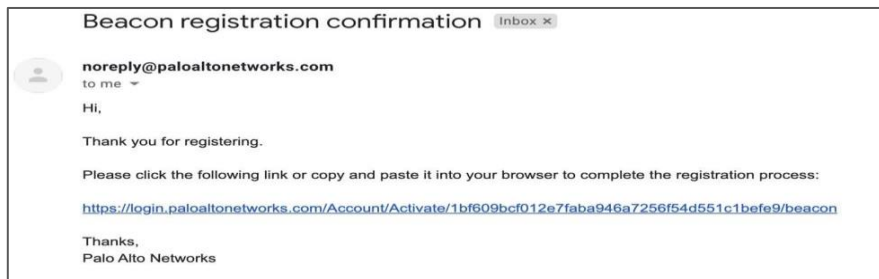 Beacon registration confirmation Inbox ×
noreply@paloaltonetworks.com
to me
Hi,
Thank you for registering.
Please click the following link or copy and paste it into your browser to complete the registration process:
https://login.paloaltonetworks.com/Account/Activate/1bf609bcf012e7faba946a7256f54d551c1befe9/beacon
Thanks,
Palo Alto Networks